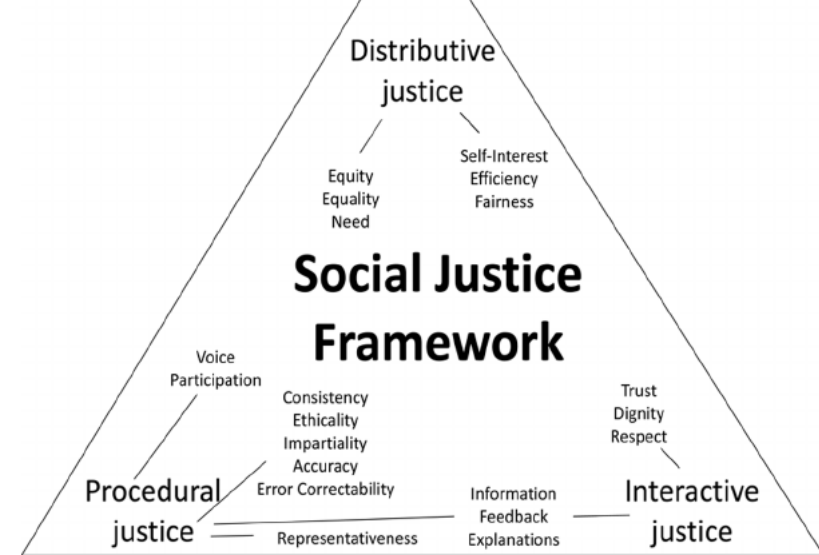 Distributive
justice
Equity
Equality
Need
Self-Interest
Efficiency
Fairness
Social Justice
Framework
Voice
Participation
Consistency
Ethicality
Impartiality
Accuracy
Error Correctability
Trust
Dignity
Respect
Procedural
justice
Representativeness
Information
Feedback
Explanations
Interactive
justice